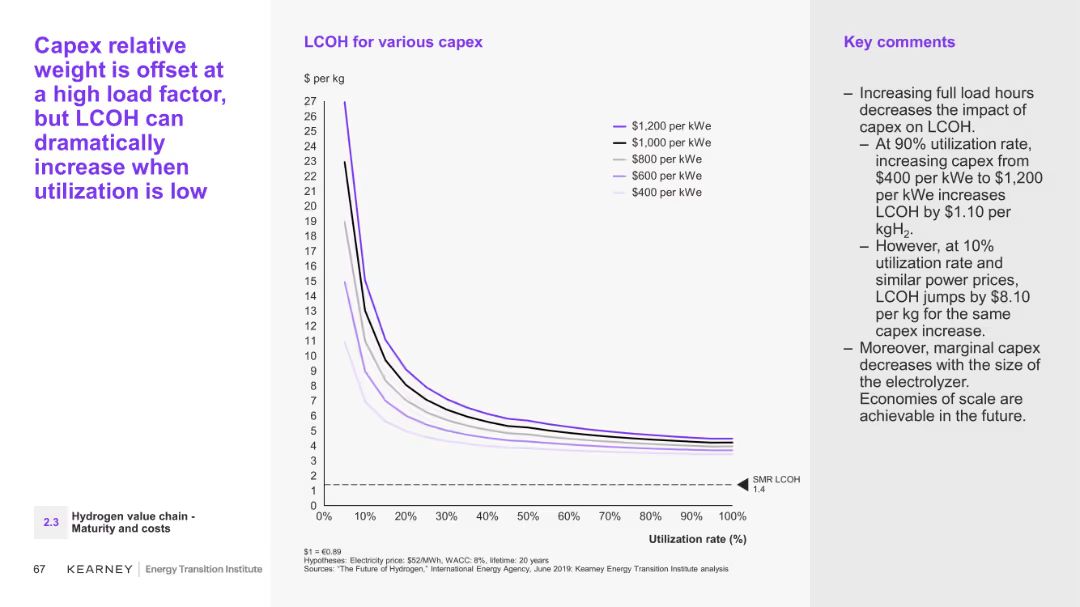 Capex relative
weight is offset at
a high load factor,
but LCOH can
dramatically
increase when
utilization is low
LCOH for various capex
$ per kg
27
26
25
24
23
22
21
20
19
18
17
16
15
14
13
12
11
10
9
8
7
6
5
4
3
2
1
0
$1,200 per kWe
$1,000 per kWe
$800 per kWe
$600 per kWe
$400 per kWe
SMR LCOH
1.4
0% 10% 20% 30% 40% 50% 60% 70% 80% 90% 100%
Utilization rate (%)
$1 = €0.89
Hypotheses: Electricity price: $52/MWh, WACC: 8%, lifetime: 20 years
Sources: "The Future of Hydrogen," International Energy Agency, June 2019: Kearney Energy Transition Institute analysis
Key comments
– Increasing full load hours
decreases the impact of
capex on LCOH.
– At 90% utilization rate,
increasing capex from
$400 per kWe to $1,200
per kWe increases
LCOH by $1.10 per
kgH2.
– However, at 10%
utilization rate and
similar power prices,
LCOH jumps by $8.10
per kg for the same
capex increase.
– Moreover, marginal capex
decreases with the size of
the electrolyzer.
Economies of scale are
achievable in the future.
2.3 Hydrogen value chain -
Maturity and costs
67 KEARNEY Energy Transition Institute